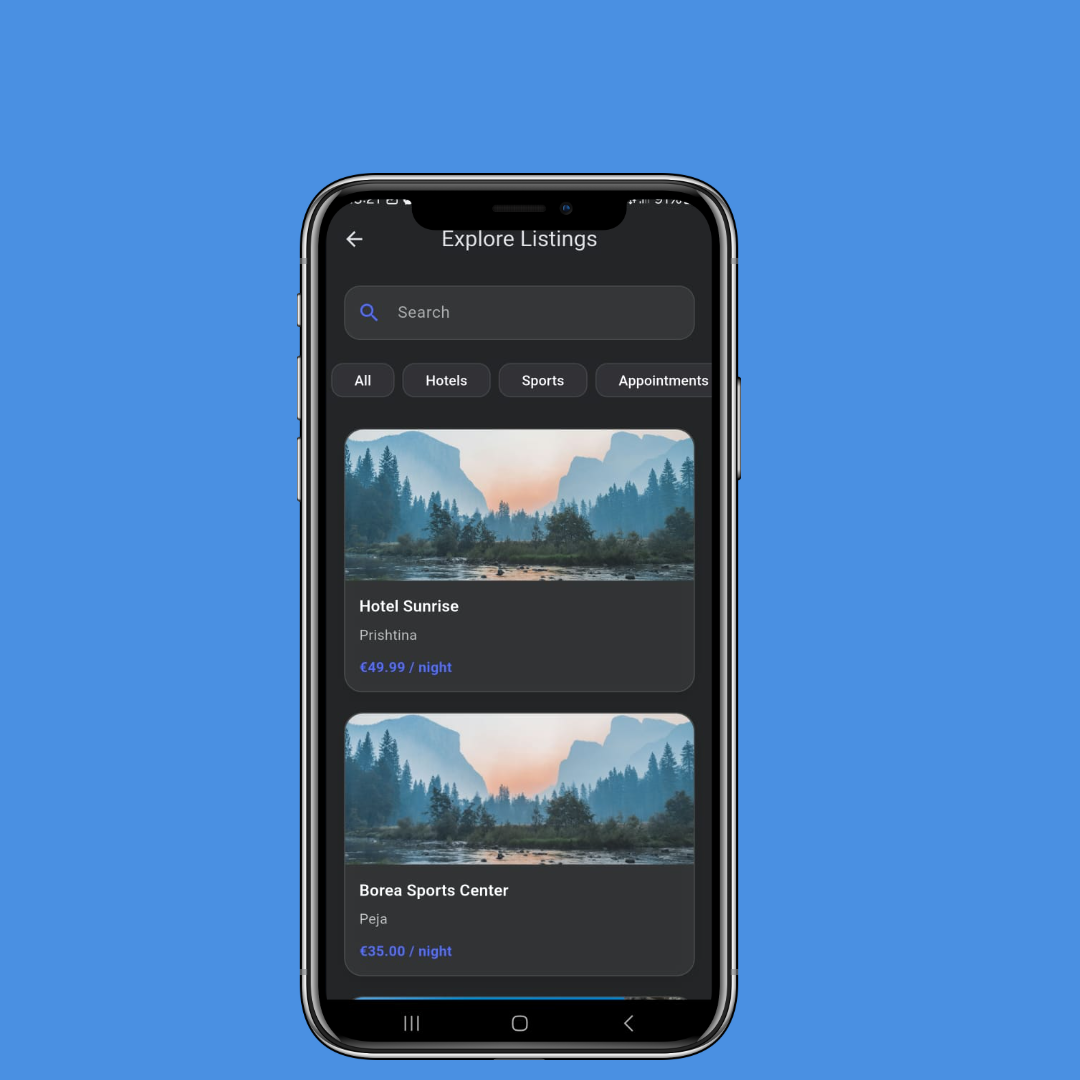 Explore Listings
Search
All Hotels Sports Appointments
Hotel Sunrise
Prishtina
€49.99 / night
Borea Sports Center
Peja
€35.00 / night